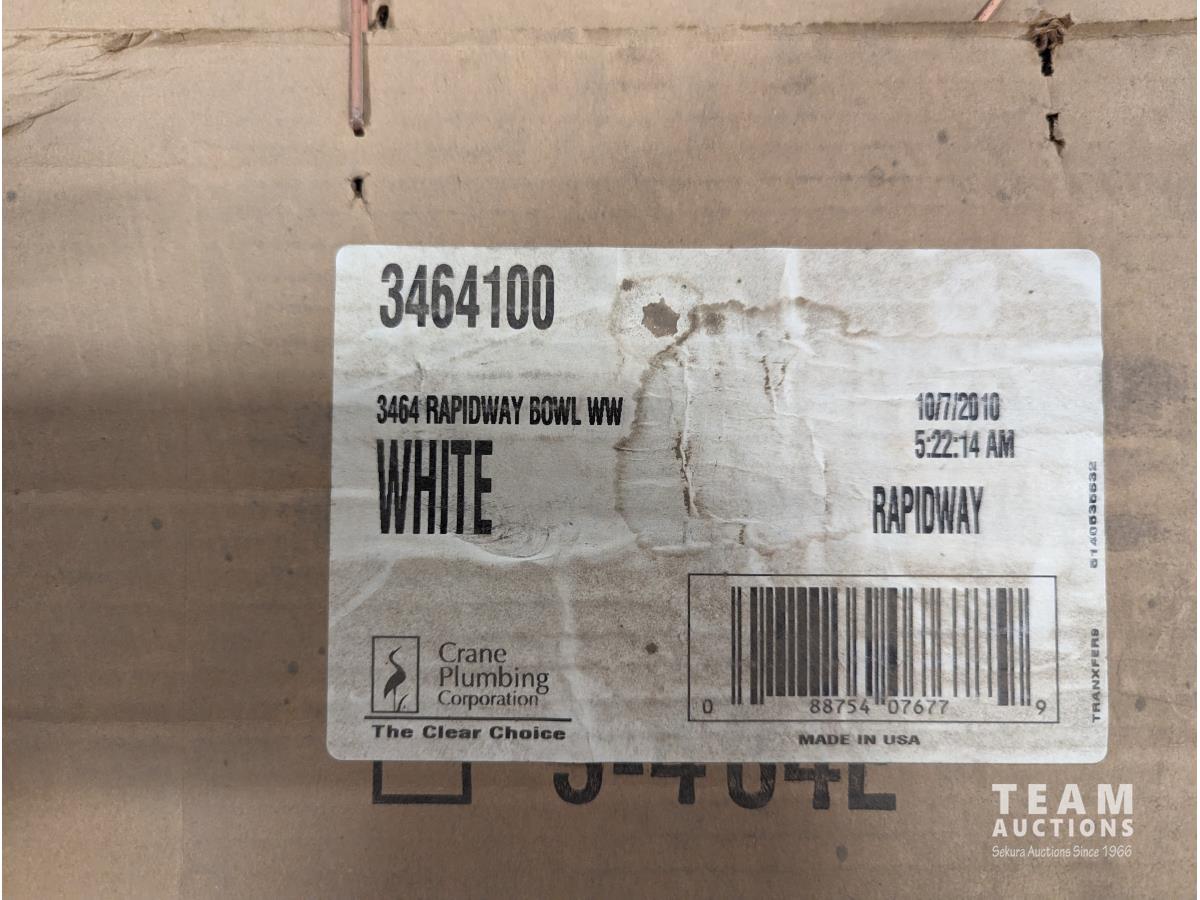 3464100
3464 RAPIDWAY BOWL WW
WHITE
10/7/2010
5:22:14 AM
RAPIDWAY
Crane
Plumbing
Corporation
The Clear Choice
0 88754 07677 9
MADE IN USA
TRANXFERS
TEAM
AUCTIONS
Sekura Auctions Since 1966